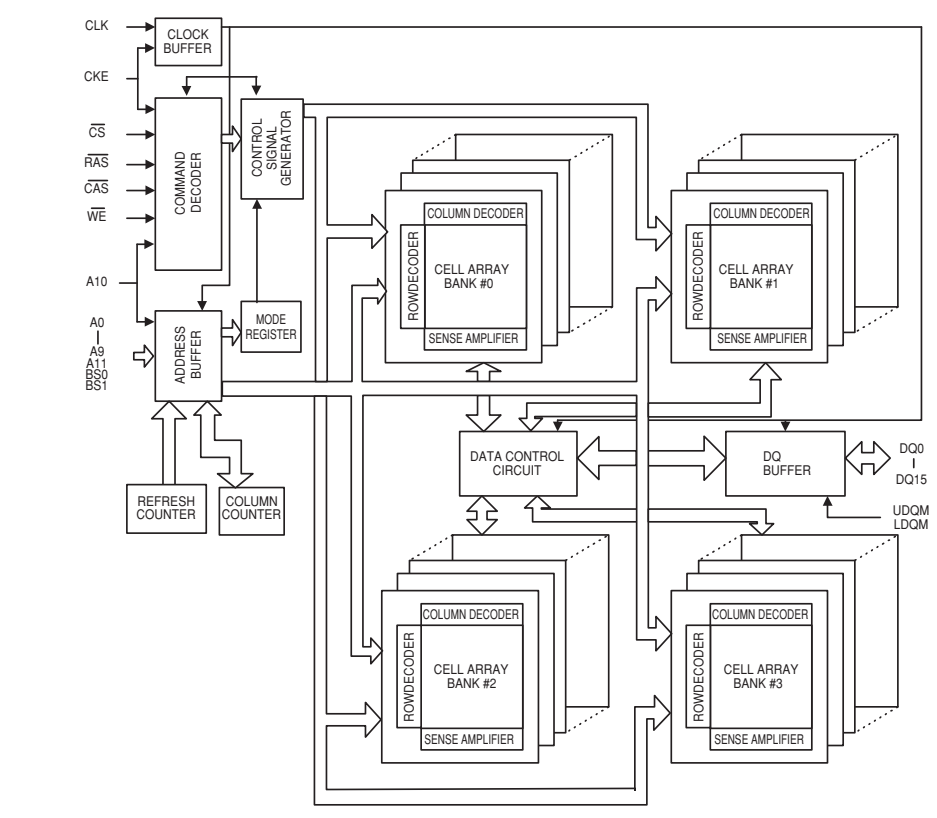 CLK
CLOCK
BUFFER
CKE
CS
RAS
CAS
WE
COMMAND
DECODER
CONTROL
SIGNAL
GENERATOR
A10
A0
A9
A11
BS0
BS1
ADDRESS
BUFFER
MODE
REGISTER
REFRESH
COUNTER
COLUMN
COUNTER
COLUMN DECODER
ROWDECODER
CELL ARRAY
BANK #0
SENSE AMPLIFIER
COLUMN DECODER
ROWDECODER
CELL ARRAY
BANK #1
SENSE AMPLIFIER
DATA CONTROL
CIRCUIT
DQ
BUFFER
DQ0
DQ15
UDQM
LDQM
COLUMN DECODER
ROWDECODER
CELL ARRAY
BANK #2
SENSE AMPLIFIER
COLUMN DECODER
ROWDECODER
CELL ARRAY
BANK #3
SENSE AMPLIFIER